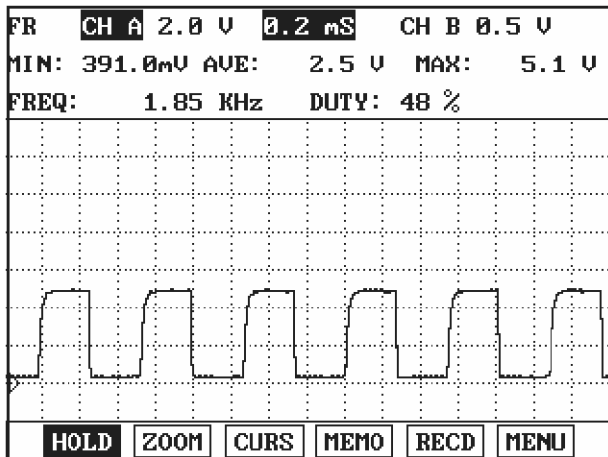 FR CH A 2.0 V 0.2 mS CH B 0.5 V
MIN: 391.0mV AVE: 2.5 V MAX: 5.1 V
FREQ: 1.85 KHz DUTY: 48 %
HOLD ZOOM CURS MEMO RECD MENU